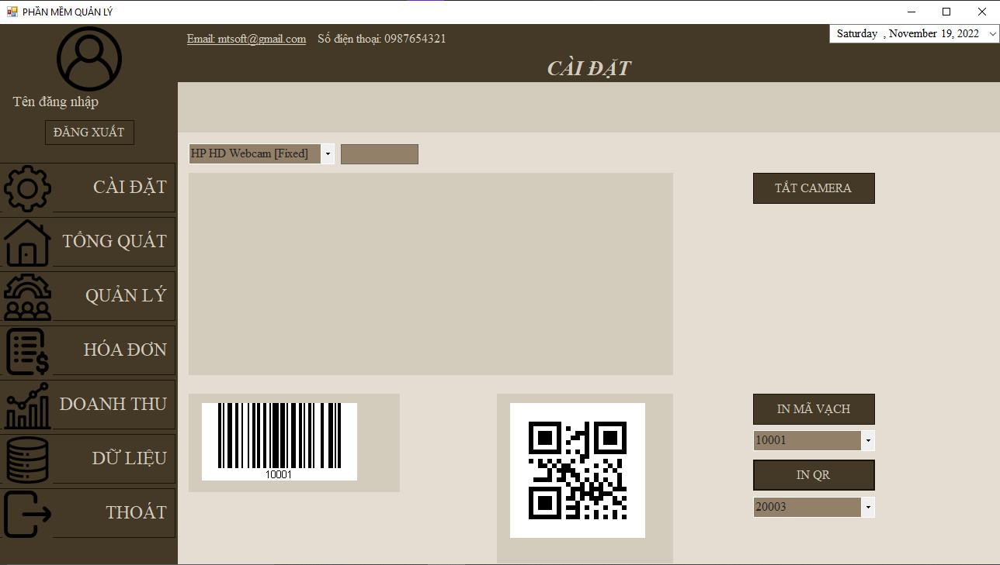 PHẦN MỀM QUẢN LÝ
Email: mtsoft@gmail.com Số điện thoại: 0987654321
Saturday , November 19, 2022
CÀI ĐẶT
Tên đăng nhập
ĐĂNG XUẤT
HP HD Webcam [Fixed]
CÀI ĐẶT
TẮT CAMERA
TỔNG QUÁT
QUẢN LÝ
HÓA ĐƠN
DOANH THU
DỮ LIỆU
THOÁT
10001
IN MÃ VẠCH
10001
IN QR
20003